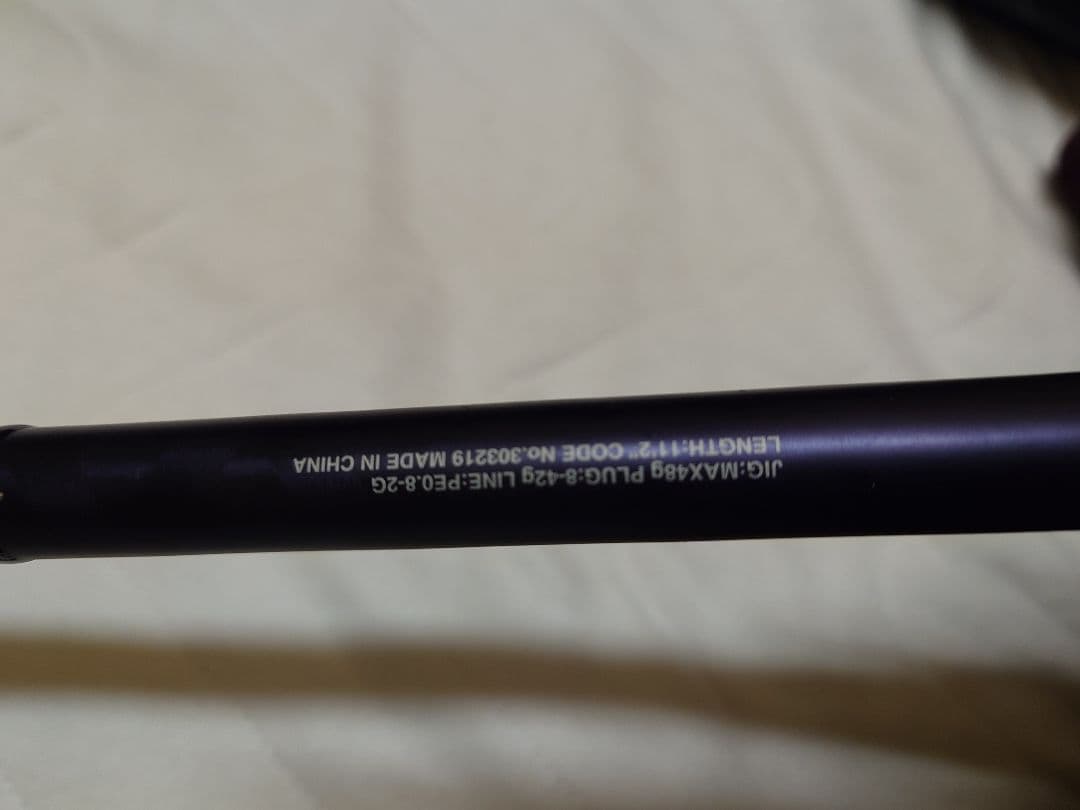 JIG:MAX48g PLUG:8-42g LINE:PE0.8-2G
LENGTH:11'2" CODE No.303219 MADE IN CHINA